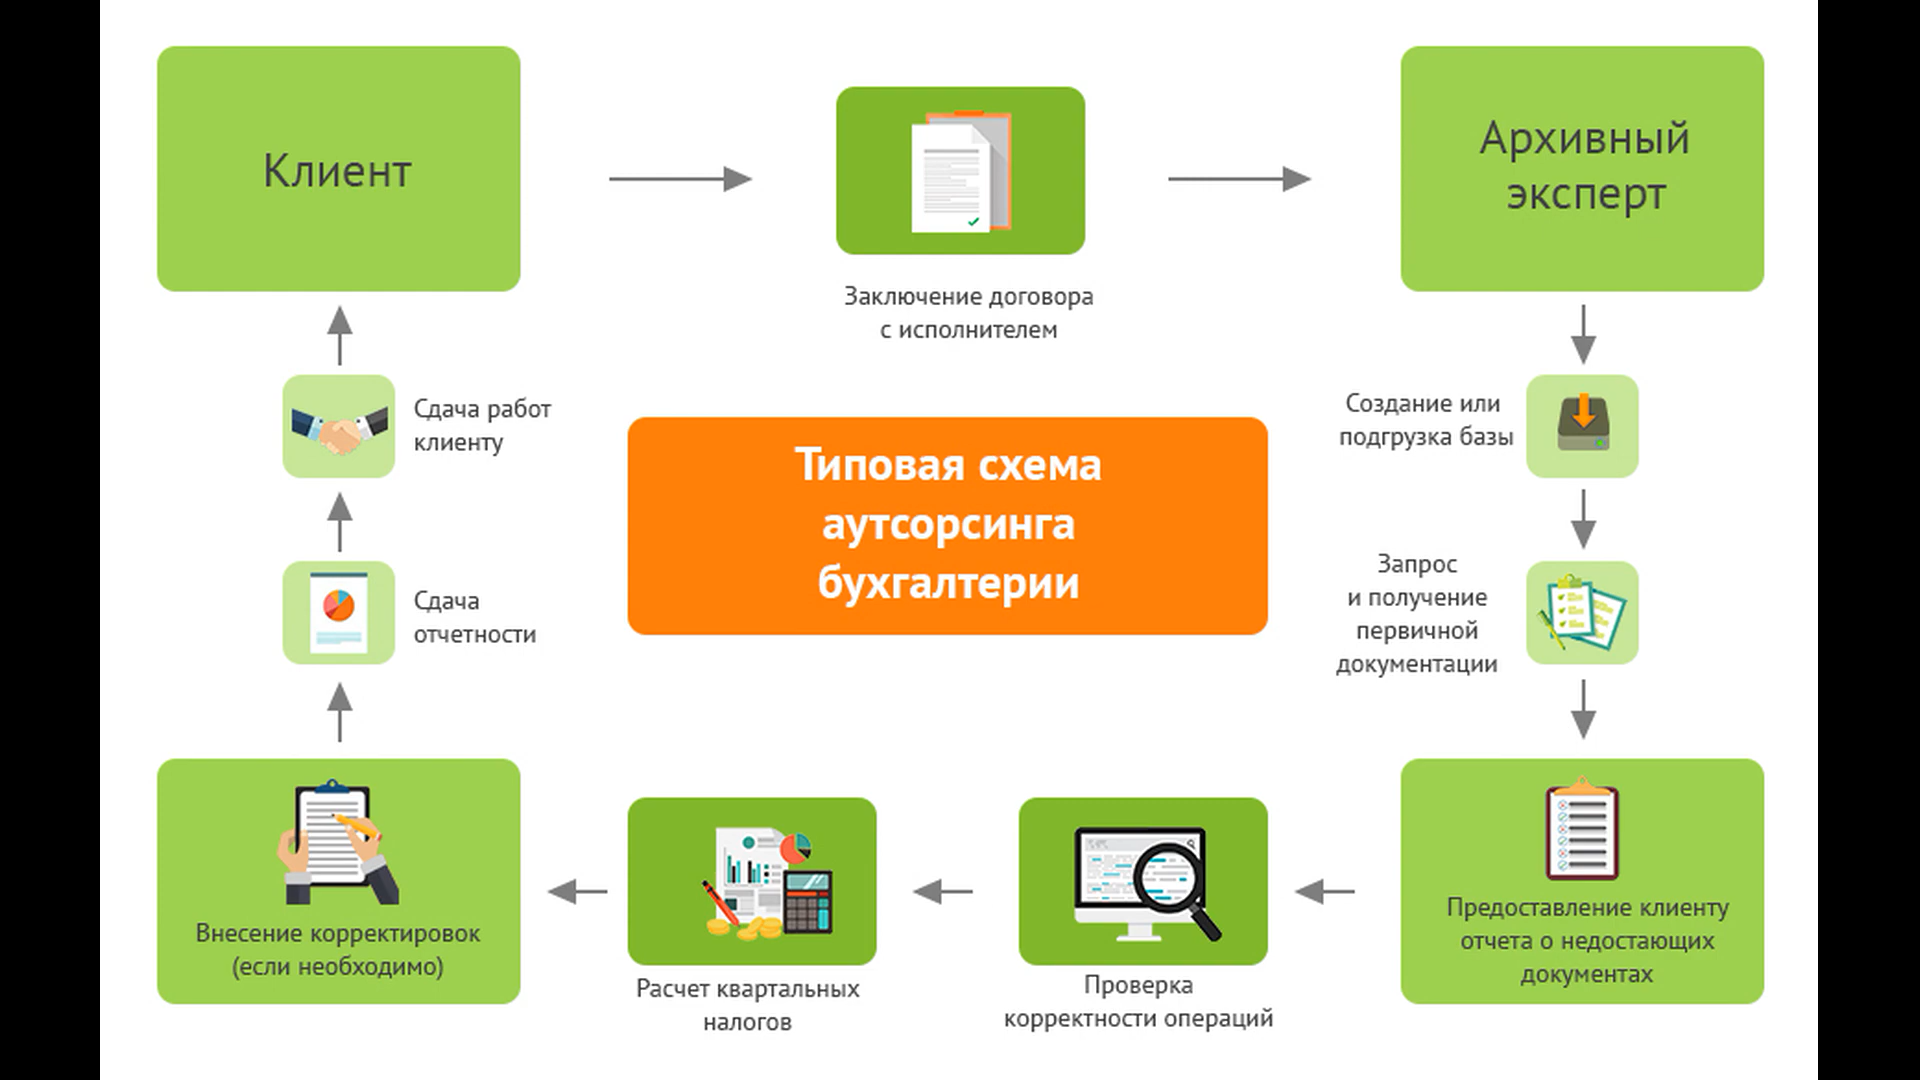 Клиент
Заключение договора
с исполнителем
Архивный
эксперт
Сдача работ
клиенту
Типовая схема
аутсорсинга
бухгалтерии
Создание или
подгрузка базы
Сдача
отчетности
Запрос
и получение
первичной
документации
Внесение корректировок
(если необходимо)
Расчет квартальных
налогов
Проверка
корректности операций
Предоставление клиенту
отчета о недостающих
документах